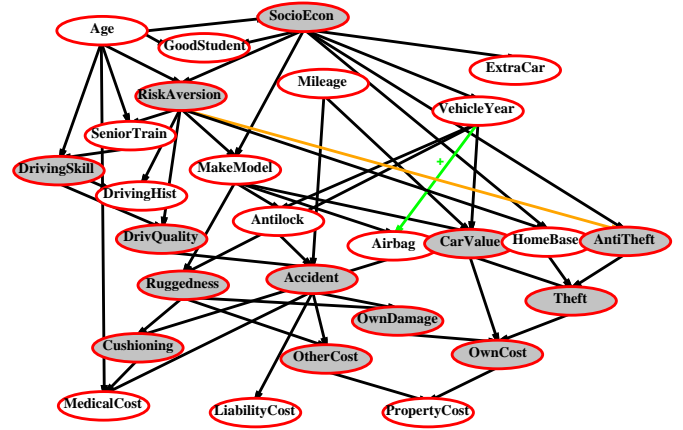 SocioEcon
Age
GoodStudent
ExtraCar
Mileage
RiskAversion
VehicleYear
SeniorTrain
+
DrivingSkill
MakeModel
DrivingHist
Antilock
DrivQuality
Airbag
CarValue
HomeBase
AntiTheft
Ruggedness
Accident
Theft
OwnDamage
Cushioning
OtherCost
OwnCost
MedicalCost
LiabilityCost
PropertyCost